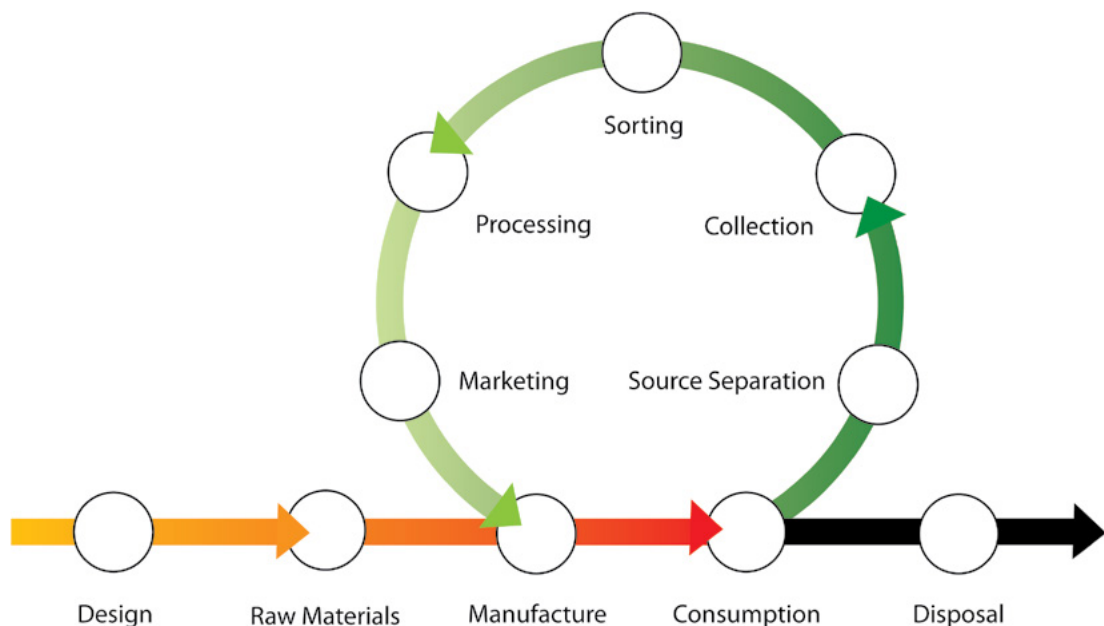 Sorting
Processing
Collection
Marketing
Source Separation
Design
Raw Materials
Manufacture
Consumption
Disposal